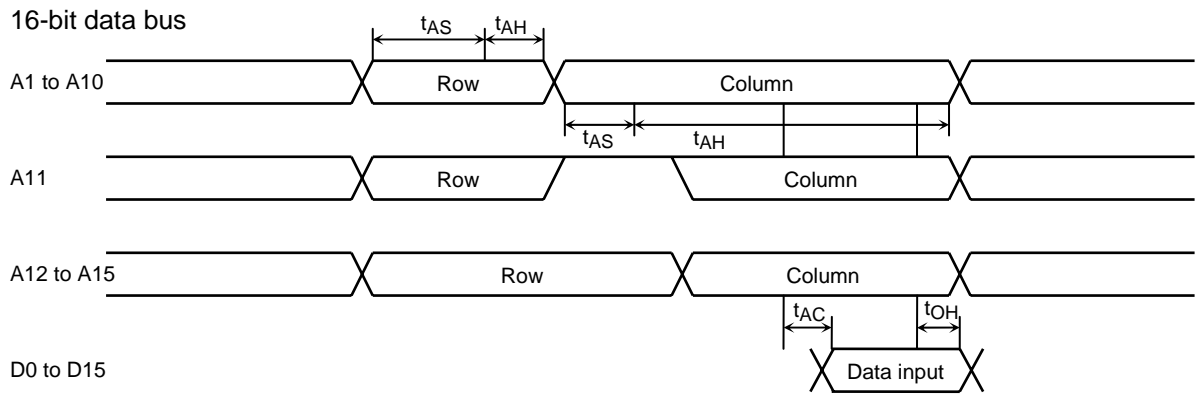 16-bit data bus
tAS tAH
A1 to A10 Row Column
tAS tAH
A11 Row Column
A12 to A15 Row Column
tAC tOH
D0 to D15 Data input